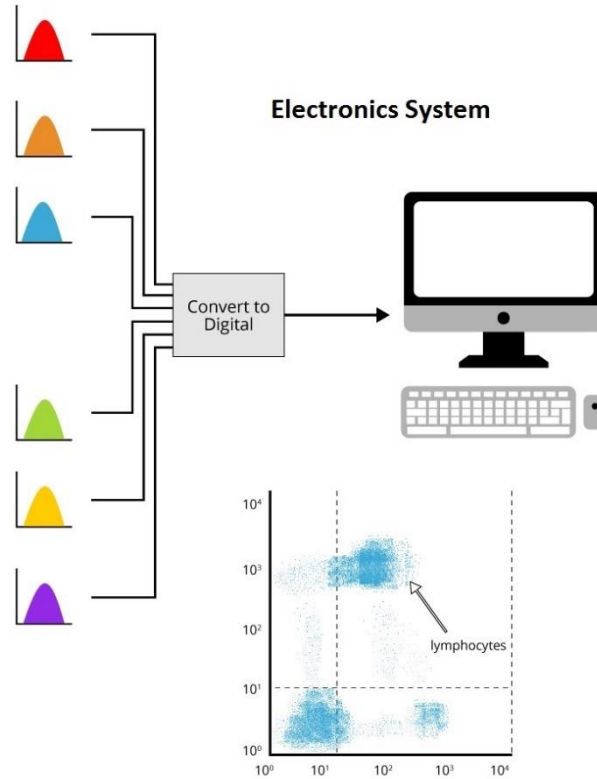 Electronics System
Convert to
Digital
10⁴
10³
10²
10¹
10⁰
lymphocytes
10⁰ 10¹ 10² 10³ 10⁴